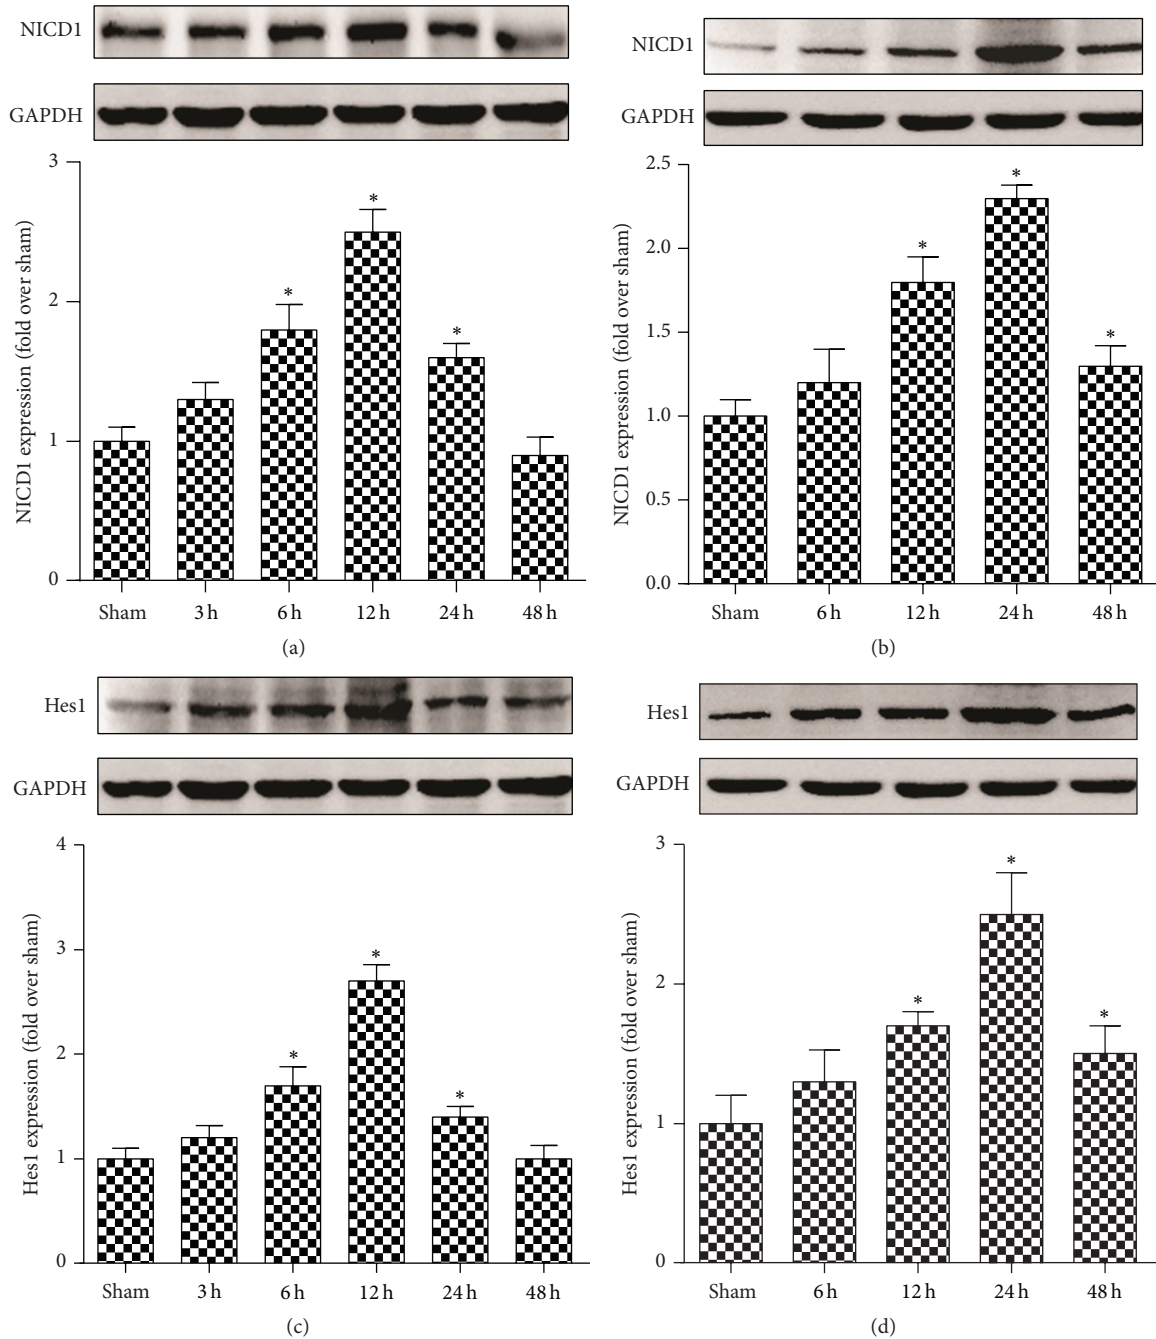 NICD1
GAPDH
3
2
1
0
NICD1 expression (fold over sham)
*
*
*
Sham 3 h 6 h 12 h 24 h 48 h
(a)
NICD1
GAPDH
2.5
2.0
1.5
1.0
0.5
0.0
NICD1 expression (fold over sham)
*
*
*
Sham 6 h 12 h 24 h 48 h
(b)
Hes1
GAPDH
4
3
2
1
0
Hes1 expression (fold over sham)
*
*
*
Sham 3 h 6 h 12 h 24 h 48 h
(c)
Hes1
GAPDH
3
2
1
0
Hes1 expression (fold over sham)
*
*
*
Sham 6 h 12 h 24 h 48 h
(d)